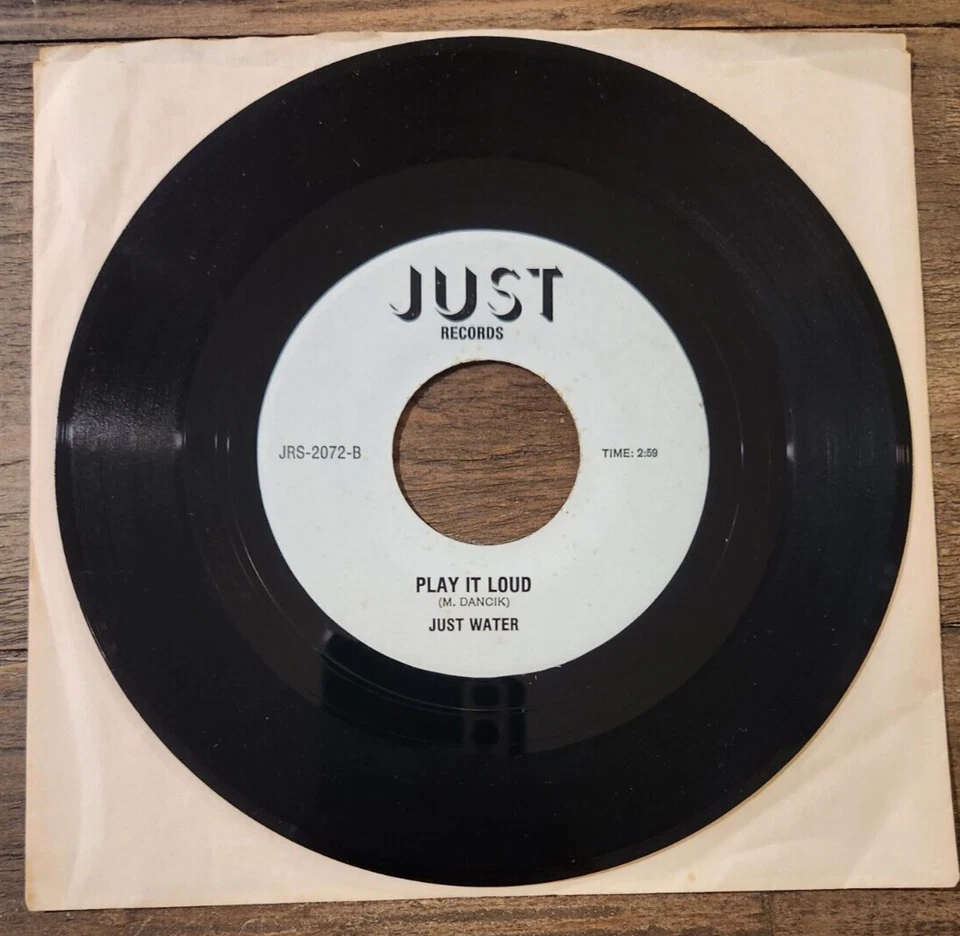 JUST
RECORDS
JRS-2072-B
TIME: 2:59
PLAY IT LOUD
(M. DANCIK)
JUST WATER